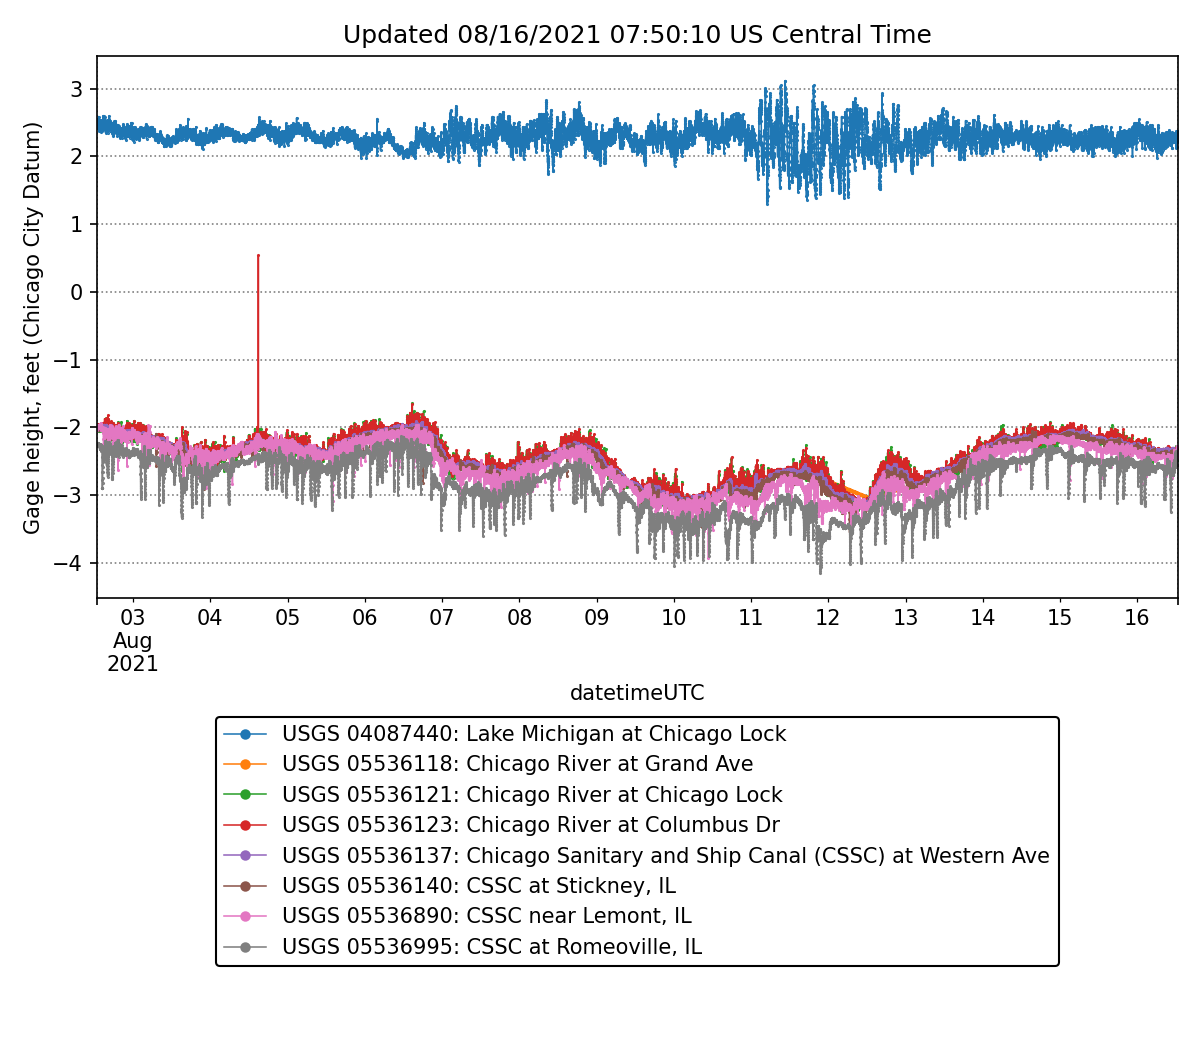 Updated 08/16/2021 07:50:10 US Central Time
Gage height, feet (Chicago City Datum)
3
2
1
0
−1
−2
−3
−4
03 04 05 06 07 08 09 10 11 12 13 14 15 16
Aug
2021
datetimeUTC
USGS 04087440: Lake Michigan at Chicago Lock
USGS 05536118: Chicago River at Grand Ave
USGS 05536121: Chicago River at Chicago Lock
USGS 05536123: Chicago River at Columbus Dr
USGS 05536137: Chicago Sanitary and Ship Canal (CSSC) at Western Ave
USGS 05536140: CSSC at Stickney, IL
USGS 05536890: CSSC near Lemont, IL
USGS 05536995: CSSC at Romeoville, IL